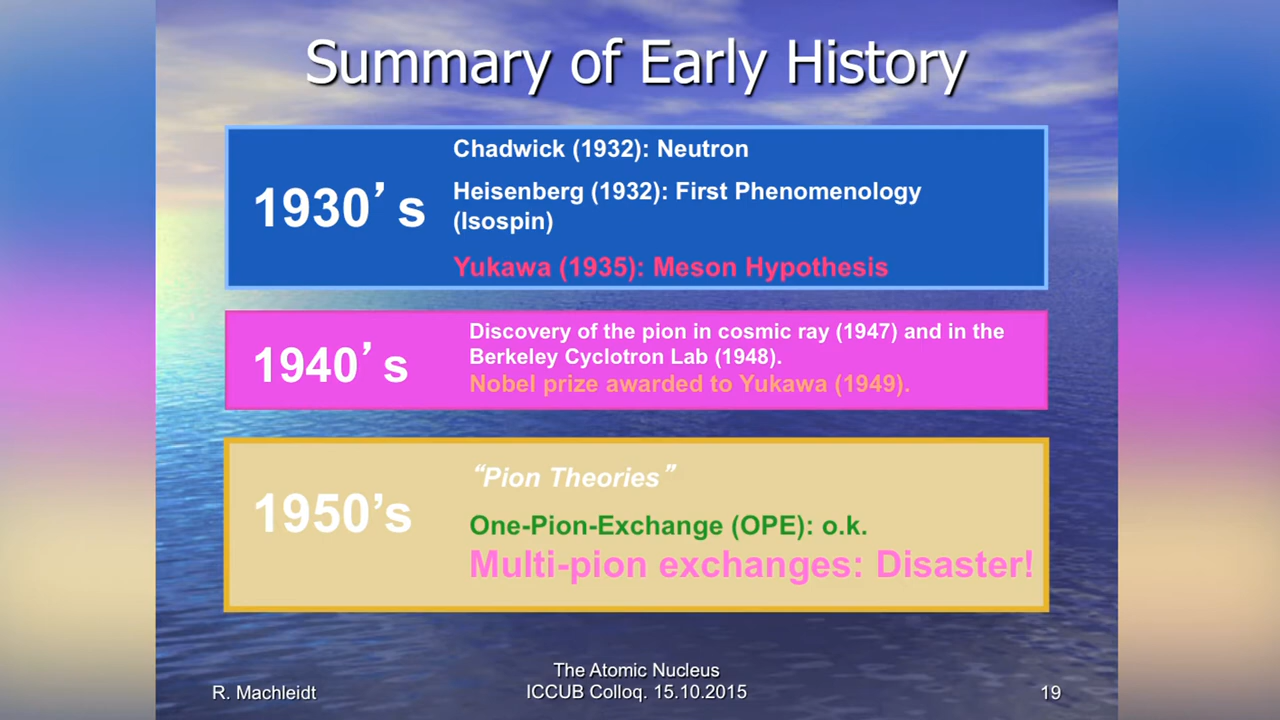 Summary of Early History
1930’s
Chadwick (1932): Neutron
Heisenberg (1932): First Phenomenology
(Isospin)
Yukawa (1935): Meson Hypothesis
1940’s
Discovery of the pion in cosmic ray (1947) and in the
Berkeley Cyclotron Lab (1948).
Nobel prize awarded to Yukawa (1949).
1950’s
“Pion Theories”
One-Pion-Exchange (OPE): o.k.
Multi-pion exchanges: Disaster!
R. Machleidt
The Atomic Nucleus
ICCUB Colloq. 15.10.2015
19